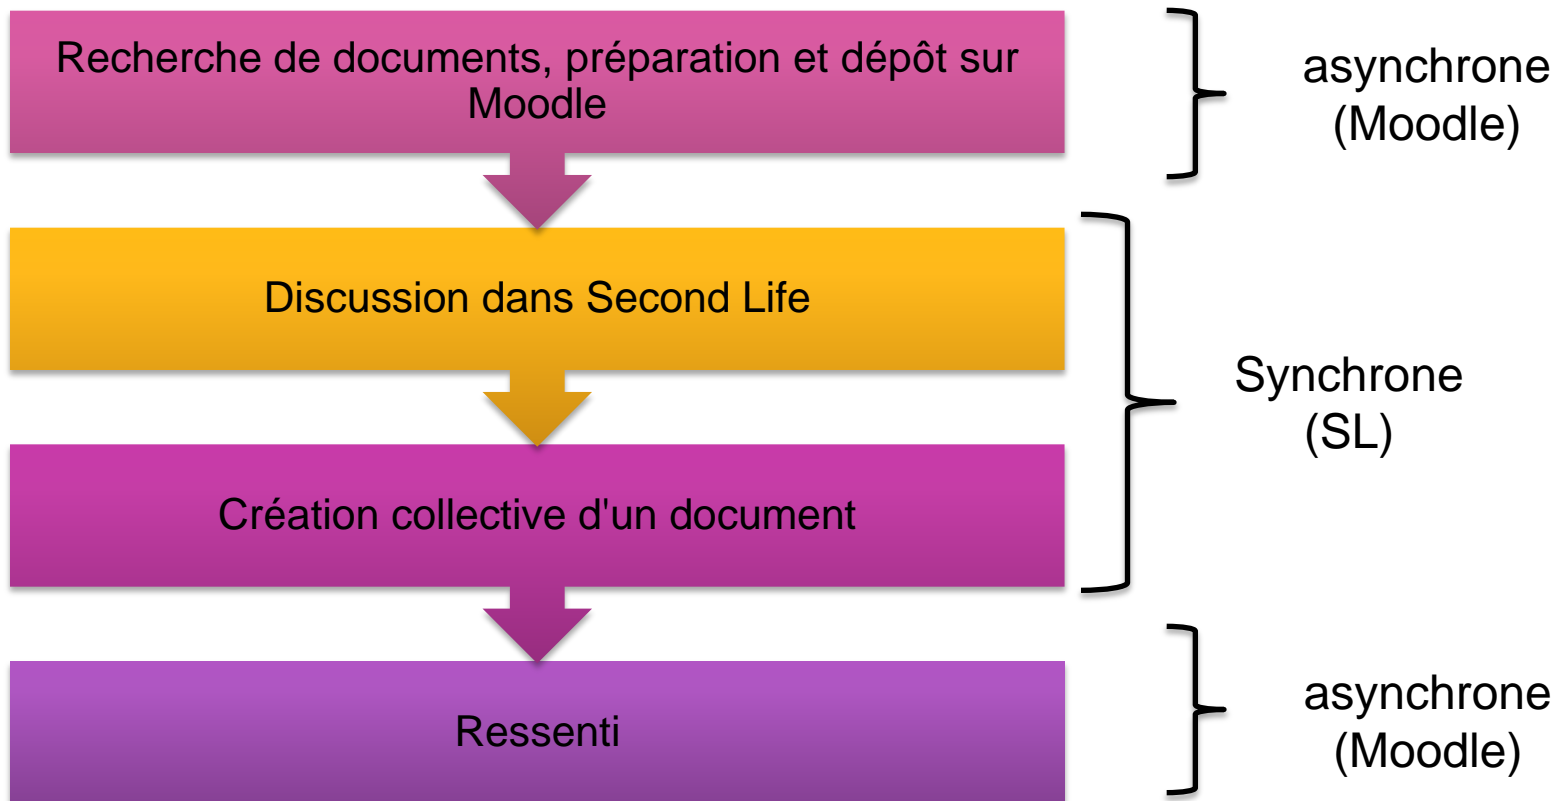 Recherche de documents, préparation et dépôt sur
Moodle
asynchrone
(Moodle)
Discussion dans Second Life
Synchrone
(SL)
Création collective d'un document
Ressenti
asynchrone
(Moodle)